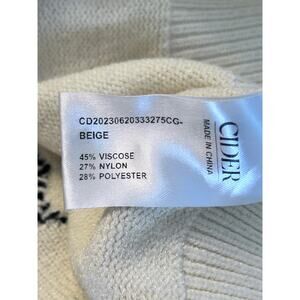 CD20230620333275CG-
BEIGE
45% VISCOSE
27% NYLON
28% POLYESTER
CIDER
MADE IN CHINA